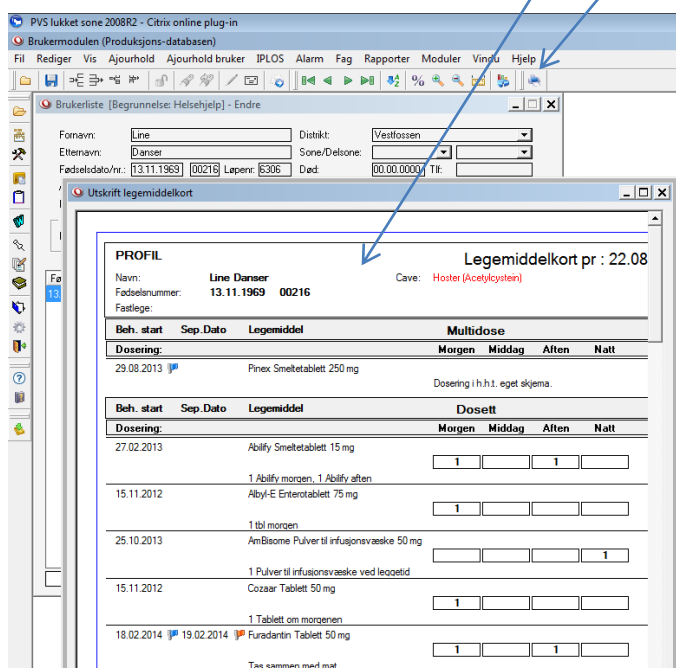 PVS lukket sone 2008R2 - Citrix online plug-in
Brukermodulen (Produksjons-databasen)
Fil Rediger Vis Ajourhold Ajourhold bruker IPLOS Alarm Fag Rapporter Moduler Vindu Hjelp
Brukerliste [Begrunnelse: Helsehjelp] - Endre
Fornavn: Line Distrikt: Vestfossen
Etternavn: Danser Sone/Delsone:
Fødselsdato/nr.: 13.11.1969 00216 Løpenr: 6306 Død: 00.00.0000 Tlf:
Utskrift legemiddelkort
PROFIL Legemiddelkort pr : 22.08
Navn: Line Danser Cave: Hoster (Acetylcystein)
Fødselsnummer: 13.11.1969 00216
Fastlege:
Beh. start Sep.Dato Legemiddel Multidose
Dosering: Morgen Middag Aften Natt
29.08.2013 Pinex Smeltetablett 250 mg
Dosering i h.h.t. eget skjema.
Beh. start Sep.Dato Legemiddel Dosett
Dosering: Morgen Middag Aften Natt
27.02.2013 Abilify Smeltetablett 15 mg
1 1
1 Abilify morgen, 1 Abilify aften
15.11.2012 Albyl-E Enterotablett 75 mg
1
1 tbl morgen
25.10.2013 AmBisome Pulver til infusjonsvæske 50 mg
1
1 Pulver til infusionsvæske ved leggetid
15.11.2012 Cozaar Tablett 50 mg
1
1 Tablett om morgenen
18.02.2014 19.02.2014 Furadantin Tablett 50 mg
1 1
Tas sammen med mat